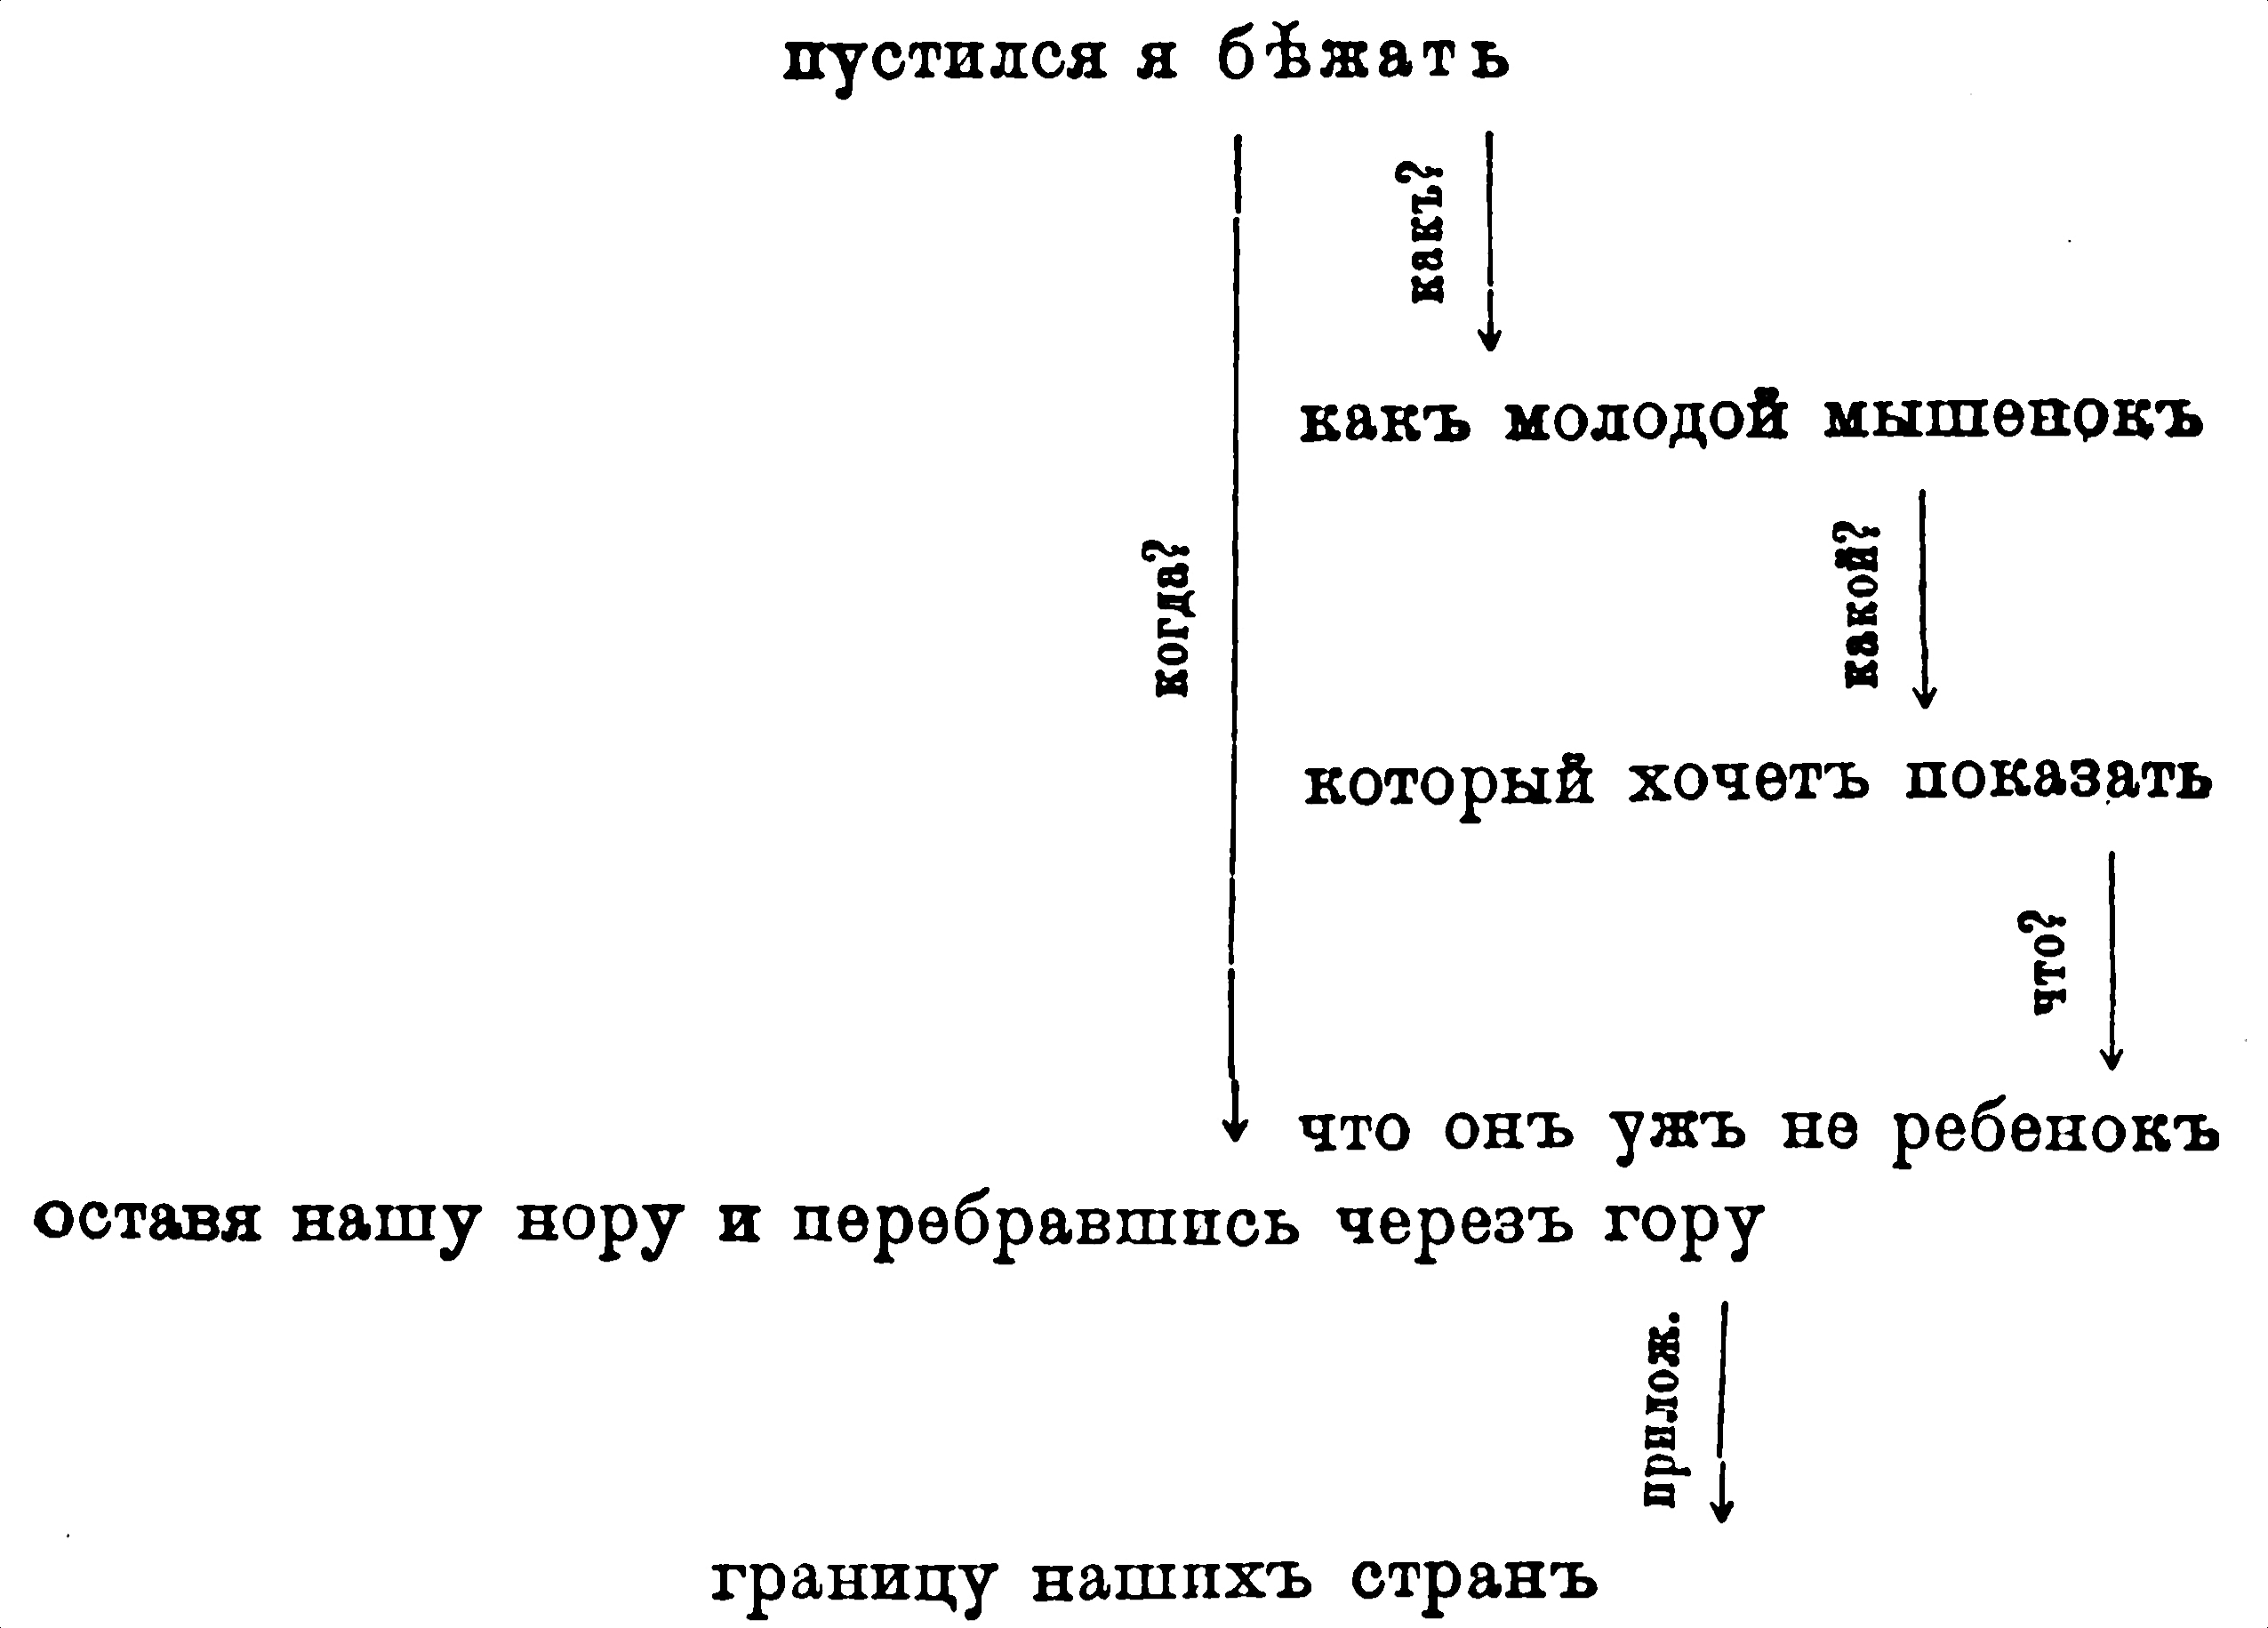 пустился я бѣжать
какъ?
какъ молодой мышенокъ
когда?
какой?
который хочетъ показать
что?
что онъ ужъ не ребенокъ
оставя нашу нору и перебравшись черезъ гору
прилож.
границу нашихъ странъ